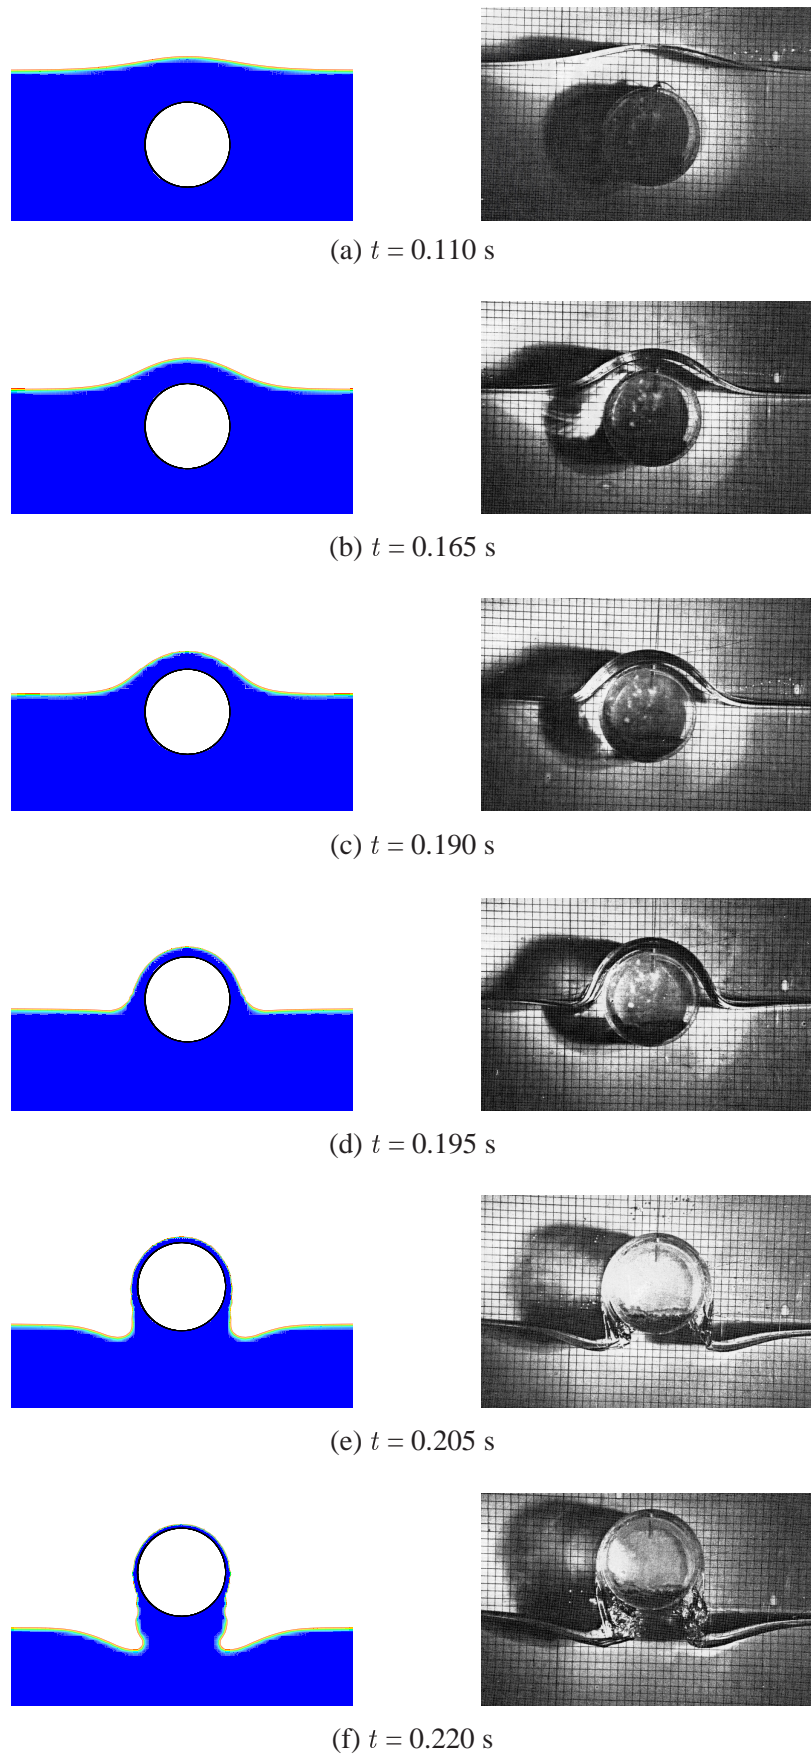 (a) t = 0.110 s
(b) t = 0.165 s
(c) t = 0.190 s
(d) t = 0.195 s
(e) t = 0.205 s
(f) t = 0.220 s